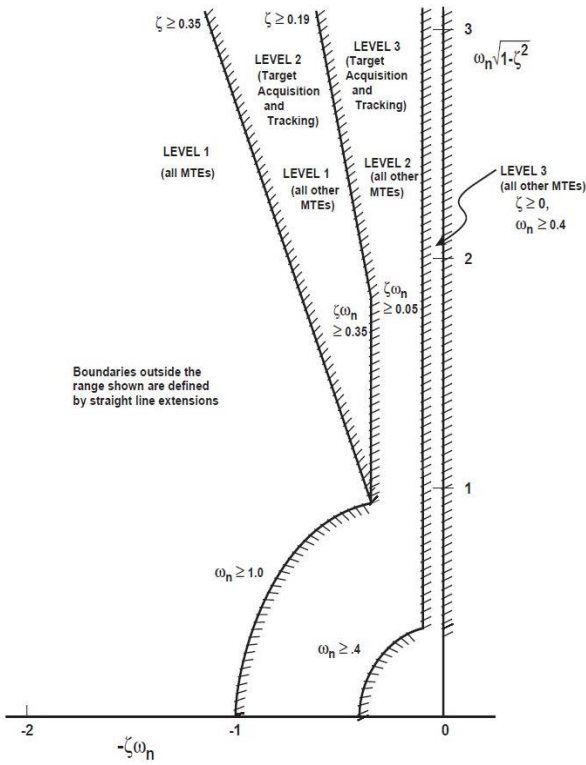 ζ ≥ 0.35
ζ ≥ 0.19
3
ωn√1-ζ²
LEVEL 2
(Target
Acquisition
and
Tracking)
LEVEL 3
(Target
Acquisition
and
Tracking)
LEVEL 1
(all MTEs)
LEVEL 1
(all other
MTEs)
LEVEL 2
(all other
MTEs)
LEVEL 3
(all other MTEs)
ζ ≥ 0,
ωn ≥ 0.4
2
ζωn
≥ 0.35
ζωn
≥ 0.05
Boundaries outside the
range shown are defined
by straight line extensions
1
ωn ≥ 1.0
ωn ≥ .4
-2
-1
0
-ζωn